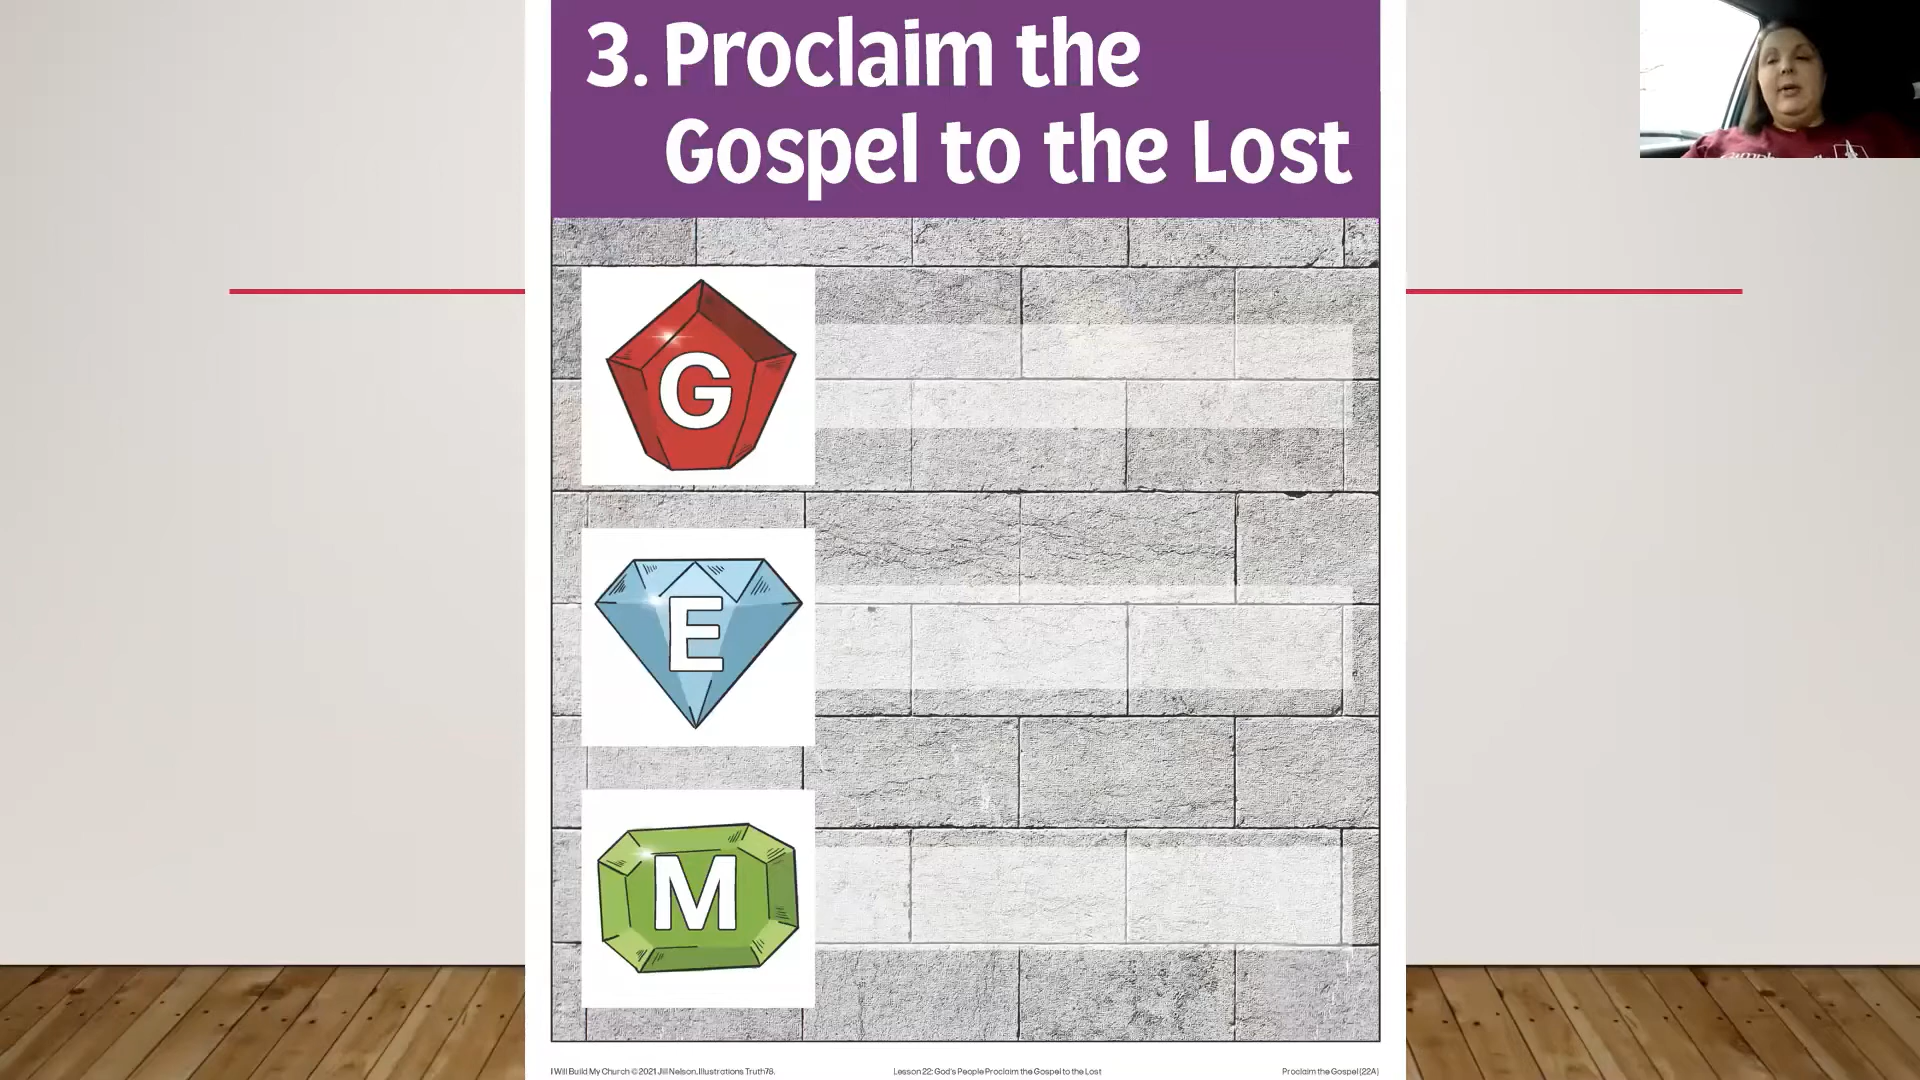 3. Proclaim the
Gospel to the Lost
G
E
M
I Will Build My Church © 2021 Jill Nelson. Illustrations Truth78.
Lesson 22: God's People Proclaim the Gospel to the Lost
Proclaim the Gospel (22A)